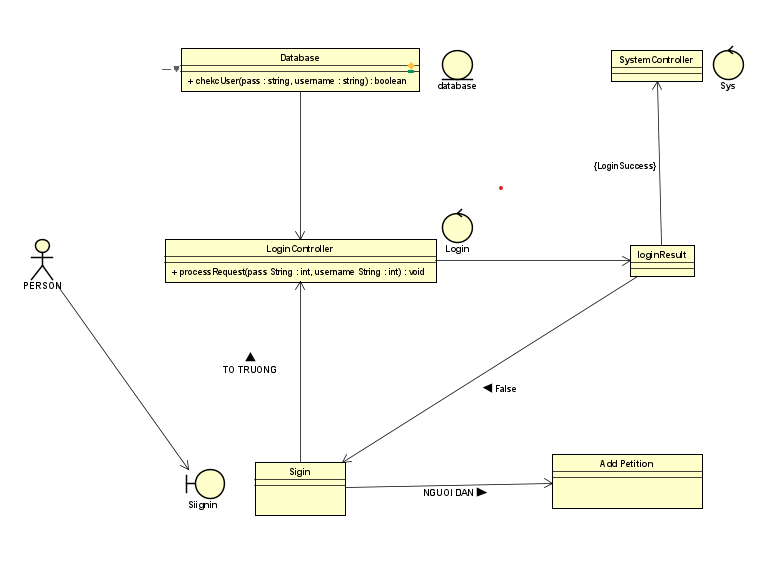 Database
+ chekcUser(pass : string, username : string) : boolean
database
SystemController
Sys
{LoginSuccess}
LoginController
+ processRequest(pass String : int, username String : int) : void
Login
loginResult
PERSON
TO TRUONG
False
Siignin
Sigin
NGUOI DAN
Add Petition